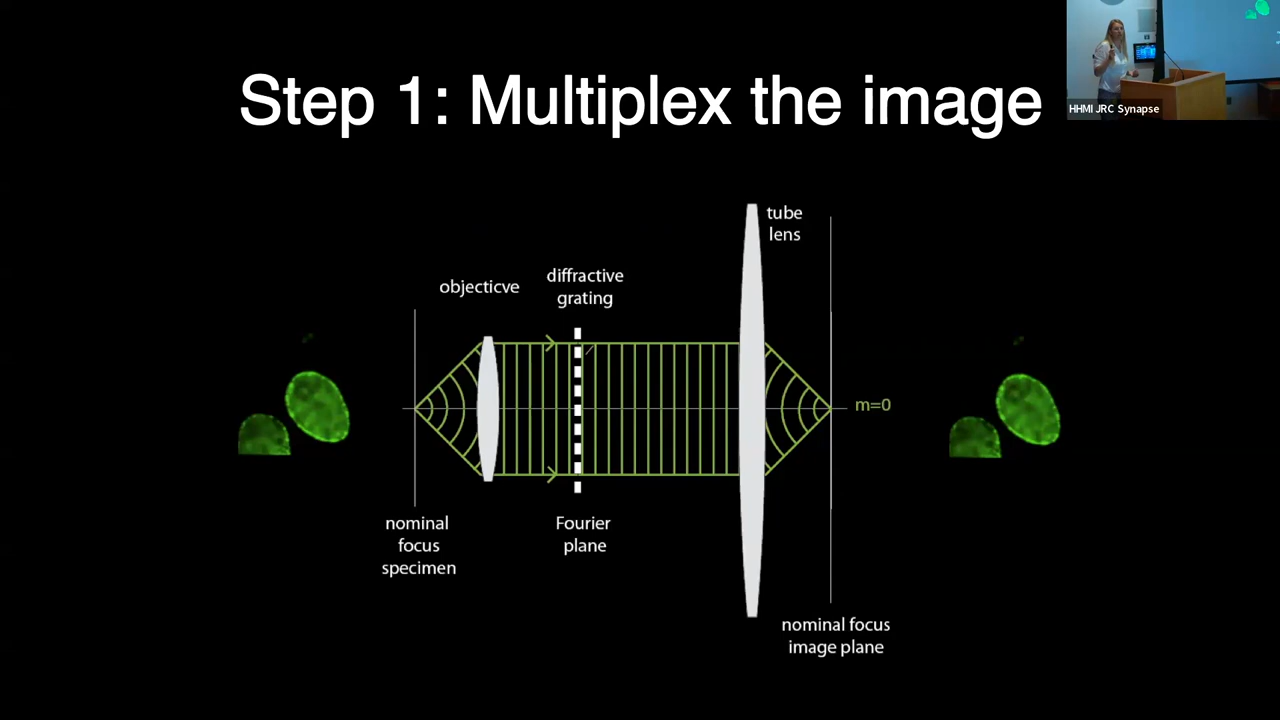 Step 1: Multiplex the image
HHMI JRC Synapse
tube
lens
objecticve
diffractive
grating
m=0
nominal
focus
specimen
Fourier
plane
nominal focus
image plane